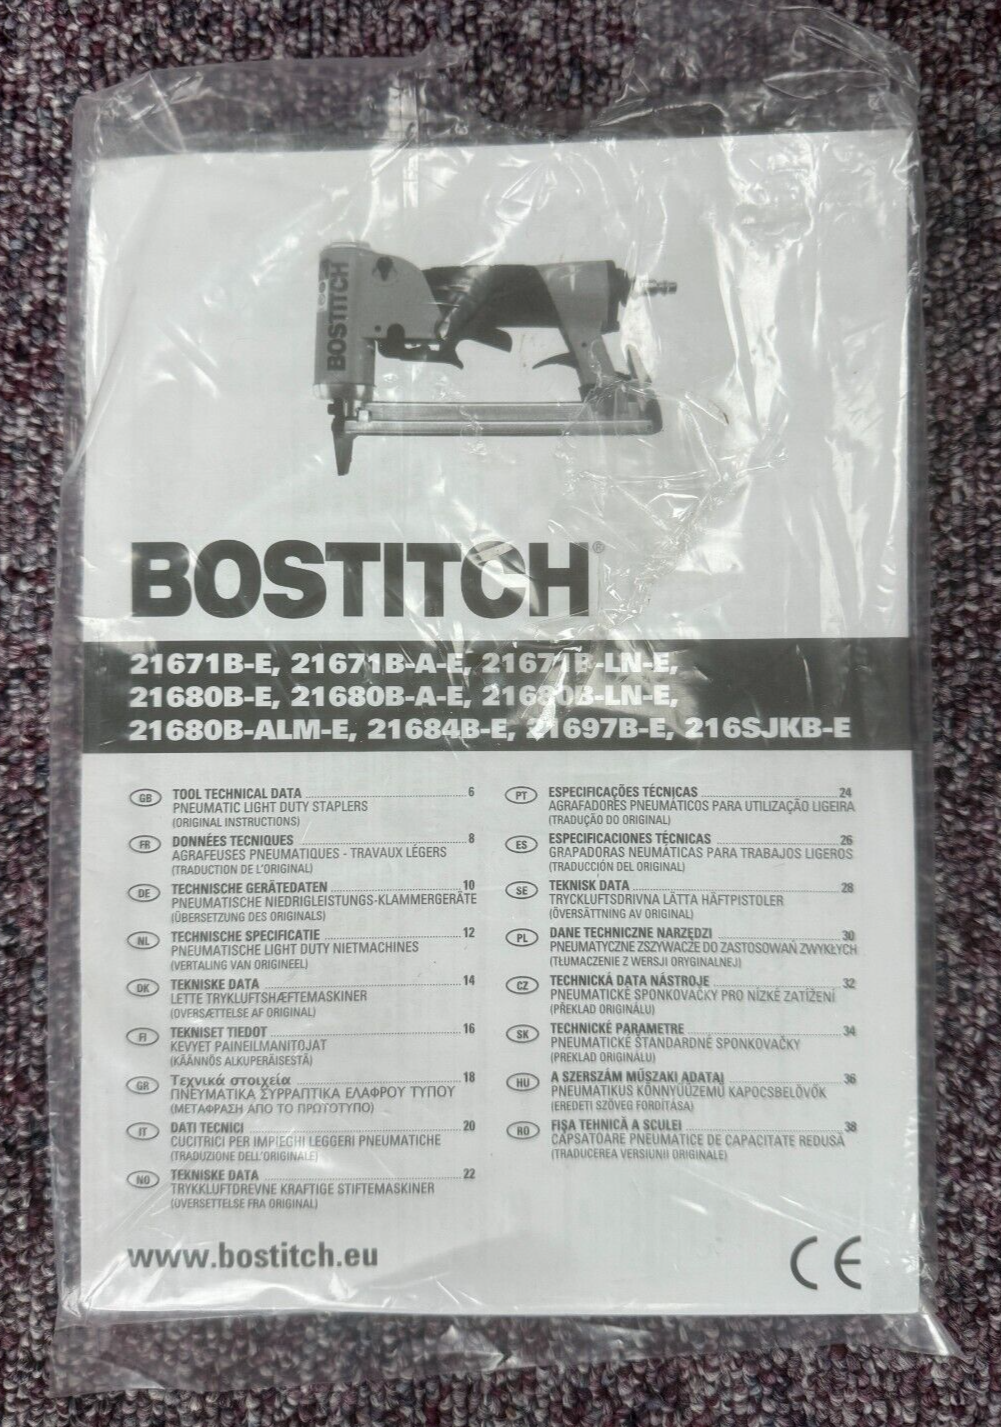 BOSTITCH
BOSTITCH®
21671B-E, 21671B-A-E, 21671B-LN-E,
21680B-E, 21680B-A-E, 21680B-LN-E,
21680B-ALM-E, 21684B-E, 21697B-E, 216SJKB-E
GB TOOL TECHNICAL DATA 6
PNEUMATIC LIGHT DUTY STAPLERS
(ORIGINAL INSTRUCTIONS)
FR DONNÉES TECNIQUES 8
AGRAFEUSES PNEUMATIQUES - TRAVAUX LÉGERS
(TRADUCTION DE L'ORIGINAL)
DE TECHNISCHE GERÄTEDATEN 10
PNEUMATISCHE NIEDRIGLEISTUNGS-KLAMMERGERÄTE
(ÜBERSETZUNG DES ORIGINALS)
NL TECHNISCHE SPECIFICATIE 12
PNEUMATISCHE LIGHT DUTY NIETMACHINES
(VERTALING VAN ORIGINEEL)
DK TEKNISKE DATA 14
LETTE TRYKLUFTSHÆFTEMASKINER
(OVERSÆTTELSE AF ORIGINAL)
FI TEKNISET TIEDOT 16
KEVYET PAINEILMANITOJAT
(KÄÄNNÖS ALKUPERÄISESTÄ)
GR Τεχνικά στοιχεία 18
ΠΝΕΥΜΑΤΙΚΑ ΣΥΡΡΑΠΤΙΚΑ ΕΛΑΦΡΟΥ ΤΥΠΟΥ
(ΜΕΤΑΦΡΑΣΗ ΑΠΟ ΤΟ ΠΡΩΤΟΤΥΠΟ)
IT DATI TECNICI 20
CUCITRICI PER IMPIEGHI LEGGERI PNEUMATICHE
(TRADUZIONE DELL'ORIGINALE)
NO TEKNISKE DATA 22
TRYKKLUFTDREVNE KRAFTIGE STIFTEMASKINER
(OVERSETTELSE FRA ORIGINAL)
PT ESPECIFICAÇÕES TÉCNICAS 24
AGRAFADORES PNEUMÁTICOS PARA UTILIZAÇÃO LIGEIRA
(TRADUÇÃO DO ORIGINAL)
ES ESPECIFICACIONES TÉCNICAS 26
GRAPADORAS NEUMÁTICAS PARA TRABAJOS LIGEROS
(TRADUCCIÓN DEL ORIGINAL)
SE TEKNISK DATA 28
TRYCKLUFTSDRIVNA LÄTTA HÄFTPISTOLER
(ÖVERSÄTTNING AV ORIGINAL)
PL DANE TECHNICZNE NARZĘDZI 30
PNEUMATYCZNE ZSZYWACZE DO ZASTOSOWAŃ ZWYKŁYCH
(TŁUMACZENIE Z WERSJI ORYGINALNEJ)
CZ TECHNICKÁ DATA NÁSTROJE 32
PNEUMATICKÉ SPONKOVAČKY PRO NÍZKÉ ZATÍŽENÍ
(PŘEKLAD ORIGINÁLU)
SK TECHNICKÉ PARAMETRE 34
PNEUMATICKÉ ŠTANDARDNÉ SPONKOVAČKY
(PREKLAD ORIGINÁLU)
HU A SZERSZÁM MŰSZAKI ADATAI 36
PNEUMATIKUS KÖNNYŰÜZEMŰ KAPOCSBELÖVŐK
(EREDETI SZÖVEG FORDÍTÁSA)
RO FIŞA TEHNICĂ A SCULEI 38
CAPSATOARE PNEUMATICE DE CAPACITATE REDUSĂ
(TRADUCEREA VERSIUNII ORIGINALE)
www.bostitch.eu
CE